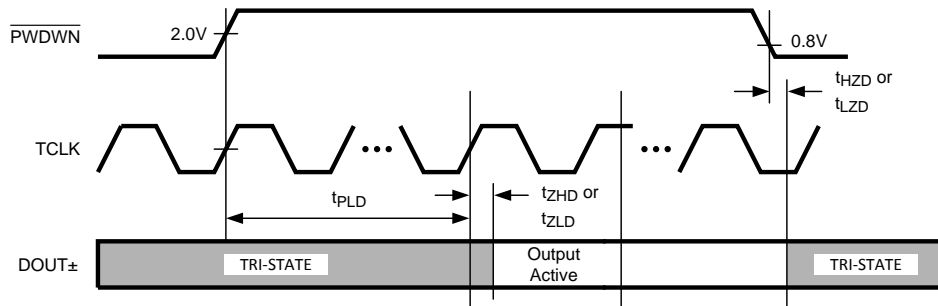 PWDWN
2.0V
0.8V
tHZD or
tLZD
TCLK
tPLD
tZHD or
tZLD
DOUT±
TRI-STATE
Output
Active
TRI-STATE